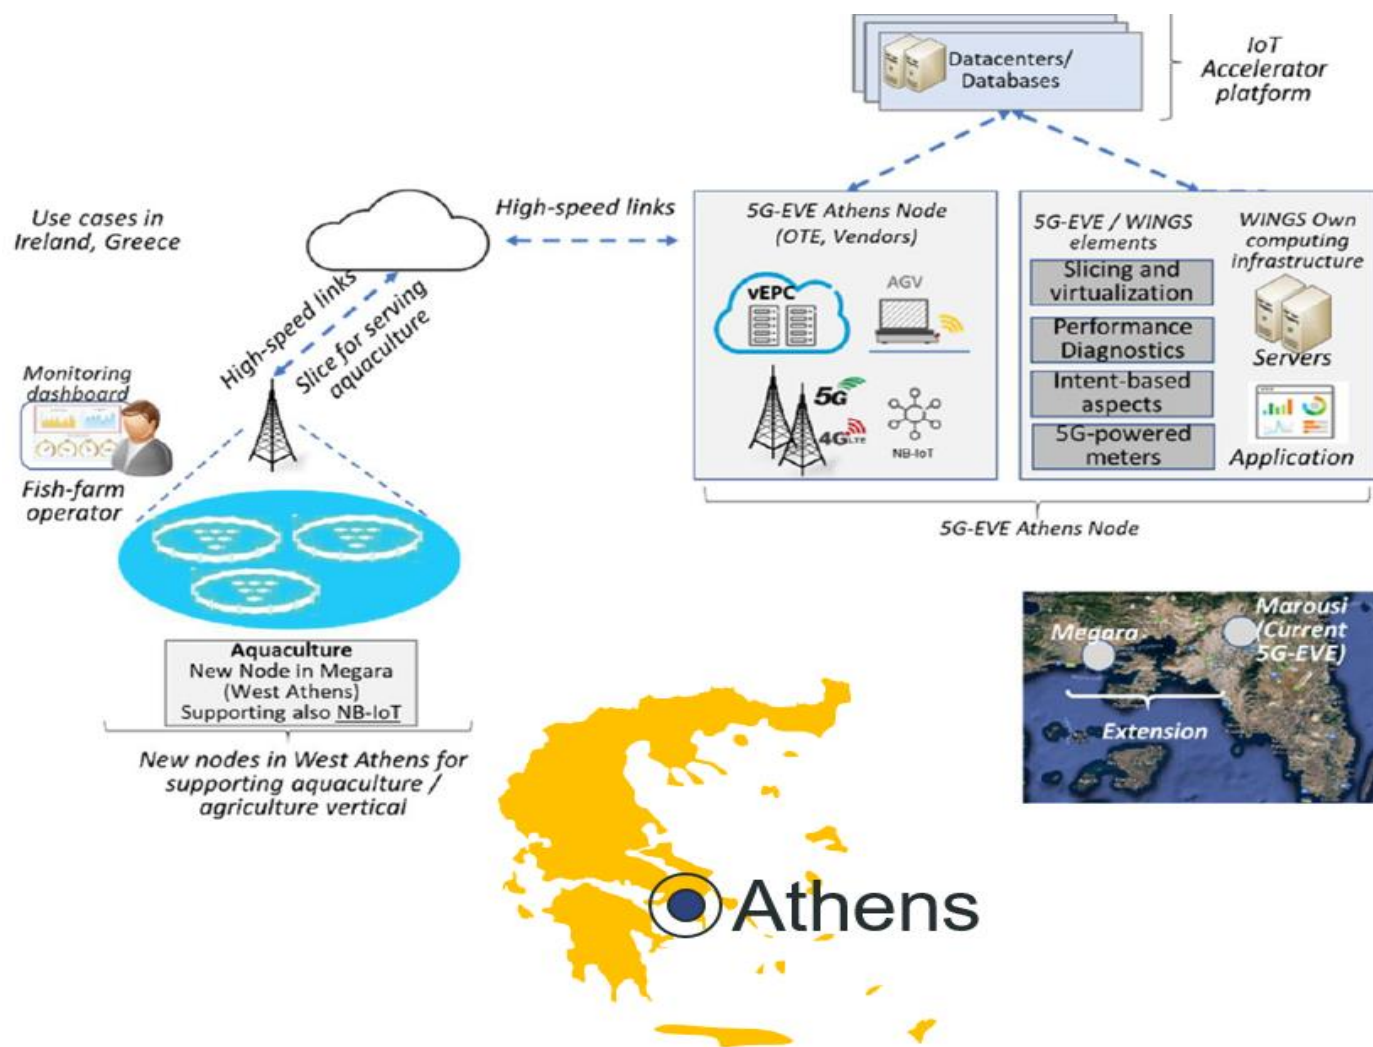 Datacenters/
Databases
IoT
Accelerator
platform
Use cases in
Ireland, Greece
High-speed links
High-speed links
Slice for serving
aquaculture
5G-EVE Athens Node
(OTE, Vendors)
vEPC
AGV
5G
4G LTE
NB-IoT
5G-EVE / WINGS
elements
Slicing and
virtualization
Performance
Diagnostics
Intent-based
aspects
5G-powered
meters
WINGS Own
computing
infrastructure
Servers
Application
5G-EVE Athens Node
Monitoring
dashboard
Fish-farm
operator
Aquaculture
New Node in Megara
(West Athens)
Supporting also NB-IoT
New nodes in West Athens for
supporting aquaculture /
agriculture vertical
Megara
Marousi
(Current
5G-EVE)
Extension
Athens